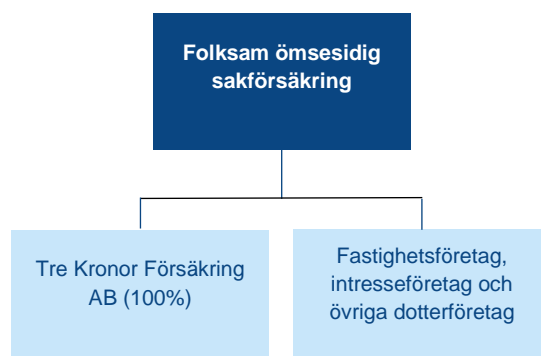 Folksam ömsesidig
sakförsäkring
Tre Kronor Försäkring
AB (100%)
Fastighetsföretag,
intresseföretag och
övriga dotterföretag